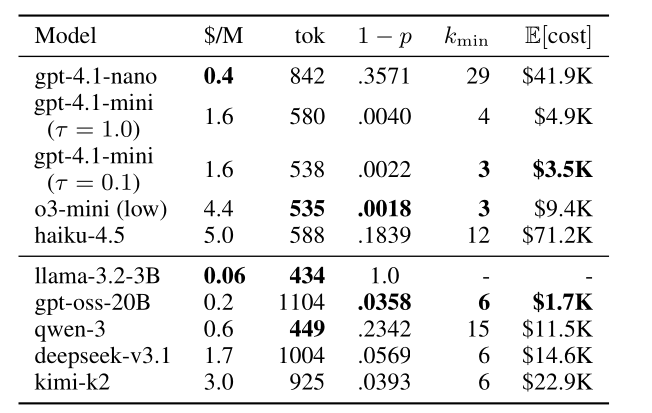 Model $/M tok 1 − p k_min 𝔼[cost]
gpt-4.1-nano 0.4 842 .3571 29 $41.9K
gpt-4.1-mini
(τ = 1.0) 1.6 580 .0040 4 $4.9K
gpt-4.1-mini
(τ = 0.1) 1.6 538 .0022 3 $3.5K
o3-mini (low) 4.4 535 .0018 3 $9.4K
haiku-4.5 5.0 588 .1839 12 $71.2K
llama-3.2-3B 0.06 434 1.0 - -
gpt-oss-20B 0.2 1104 .0358 6 $1.7K
qwen-3 0.6 449 .2342 15 $11.5K
deepseek-v3.1 1.7 1004 .0569 6 $14.6K
kimi-k2 3.0 925 .0393 6 $22.9K